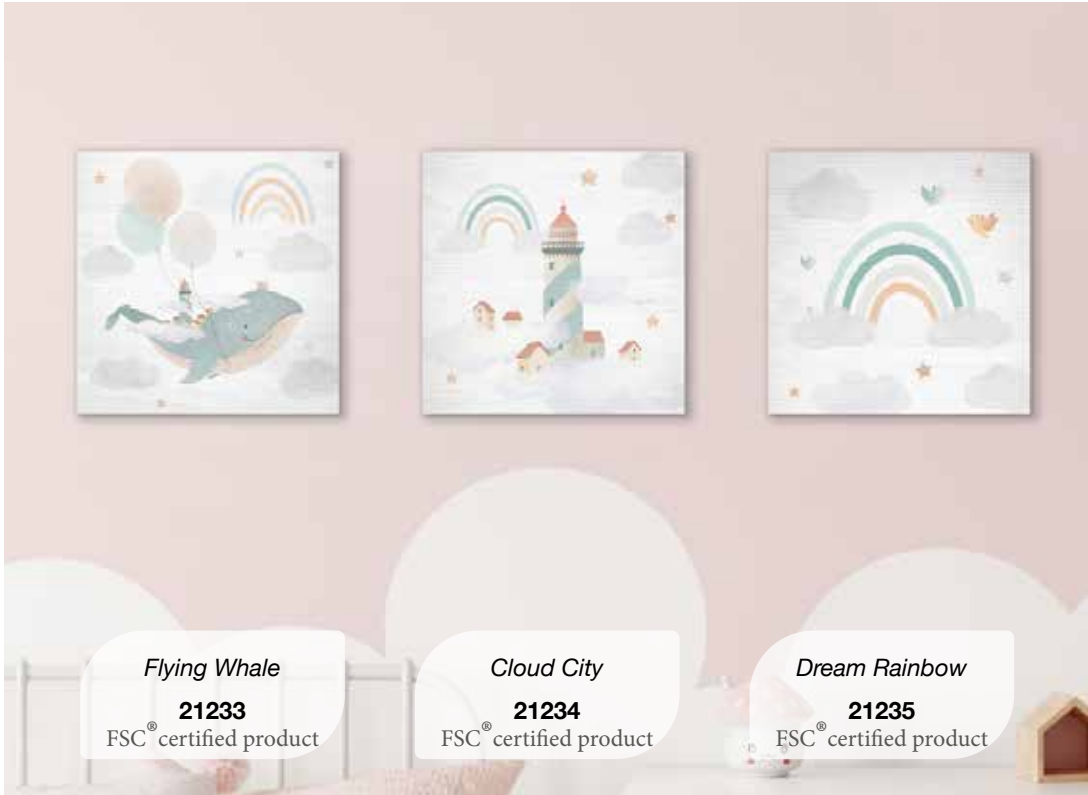 Flying Whale
21233
FSC® certified product
Cloud City
21234
FSC® certified product
Dream Rainbow
21235
FSC® certified product